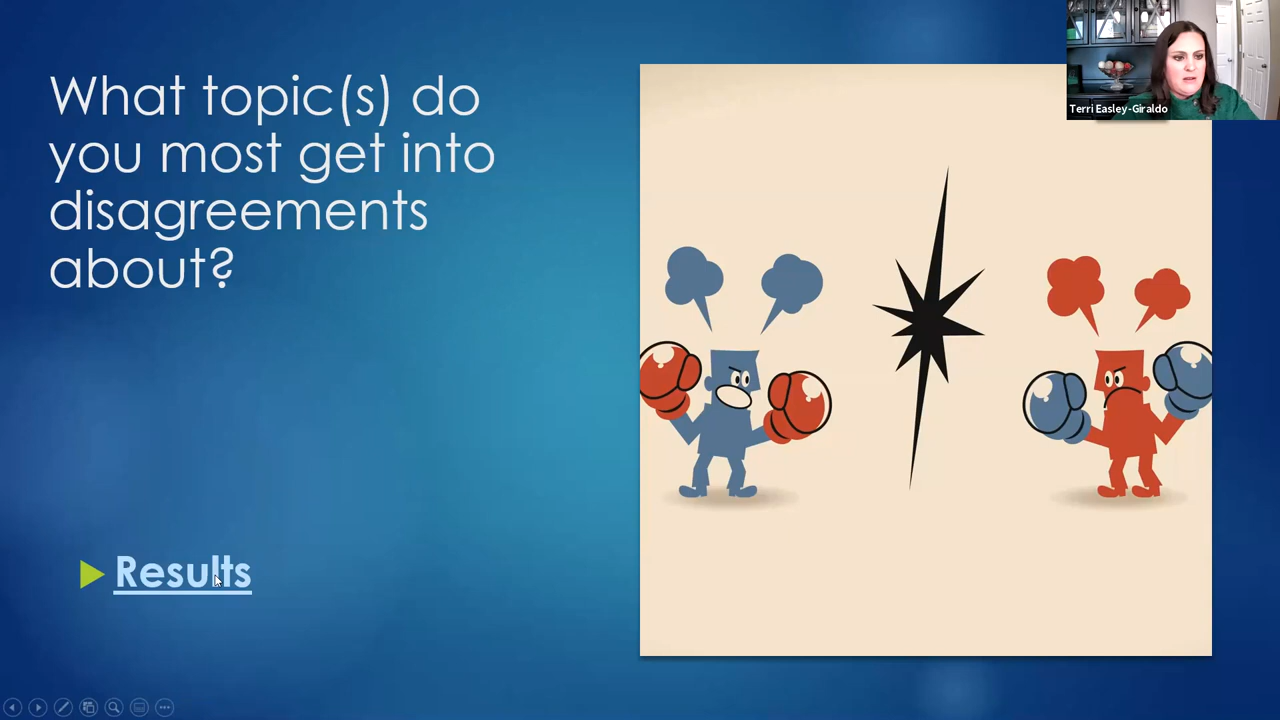 What topic(s) do
you most get into
disagreements
about?
Results
Terri Easley-Giraldo